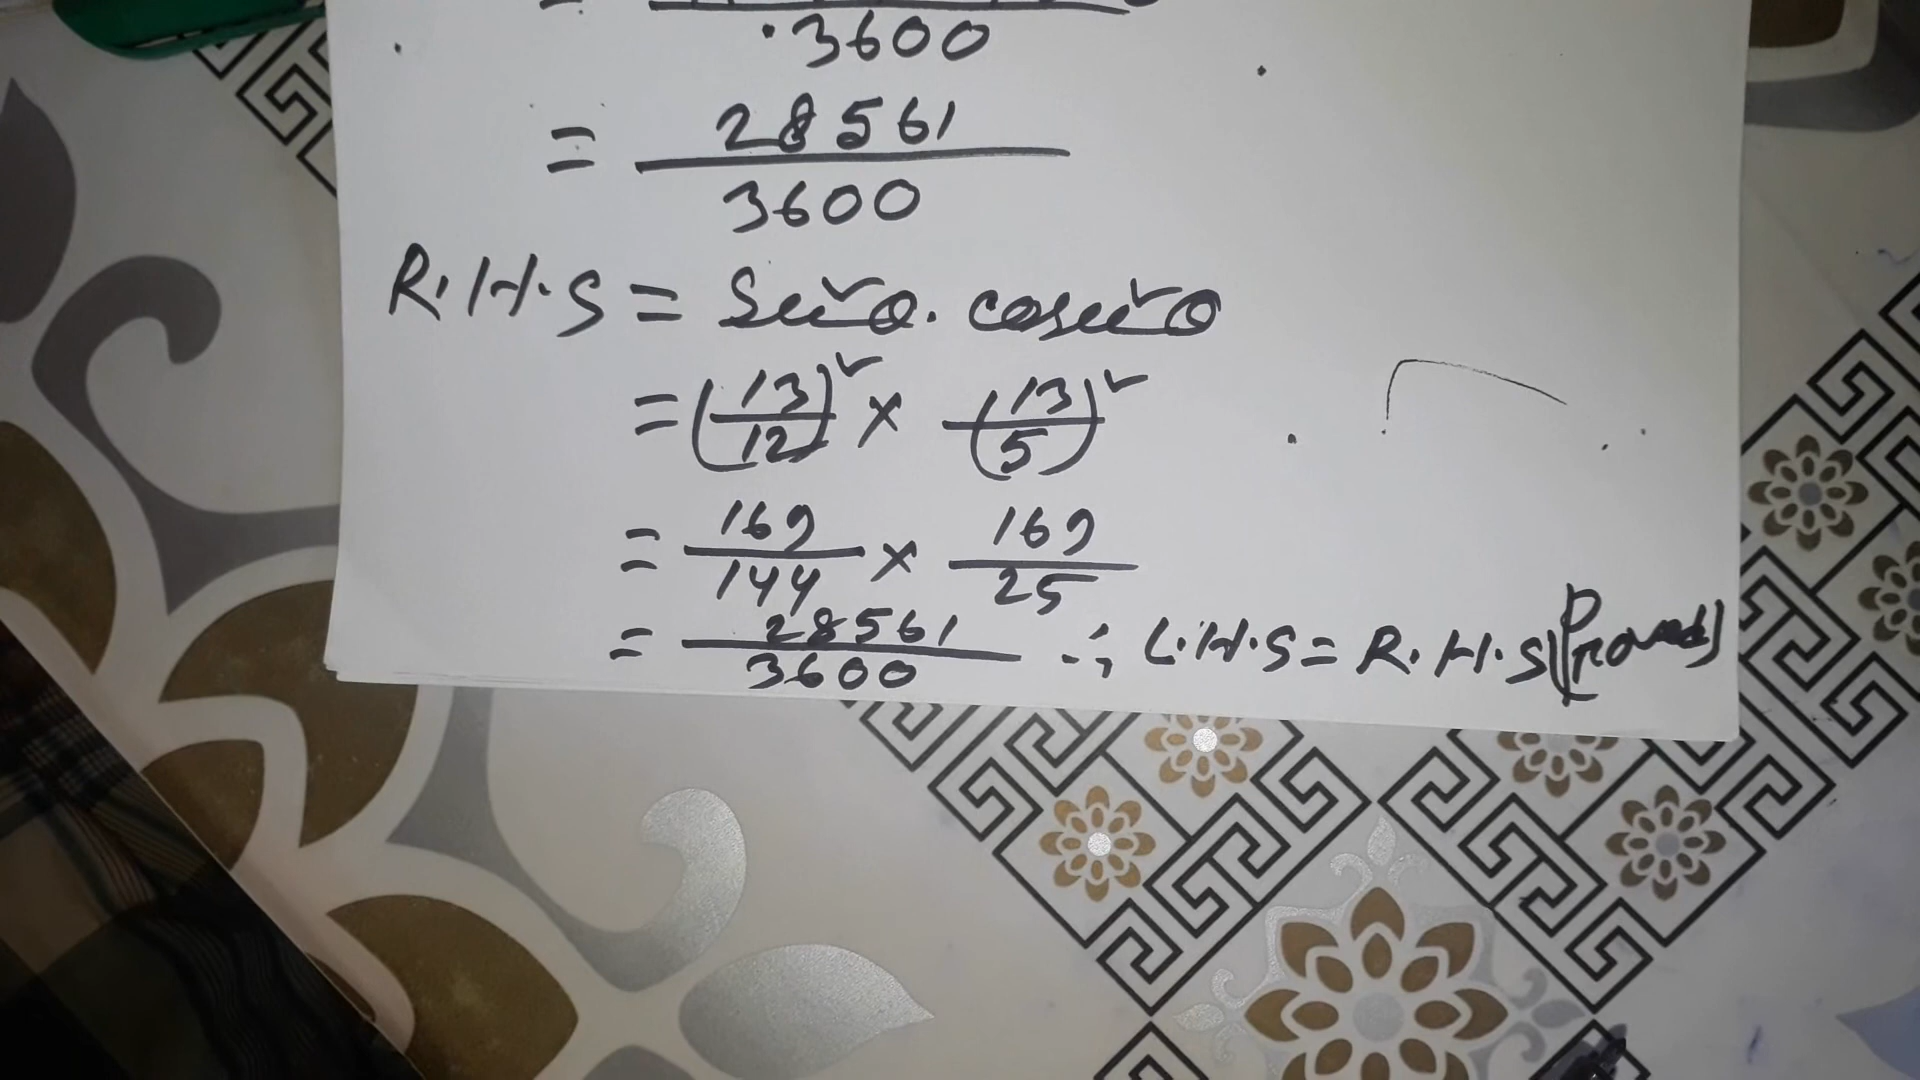 .3600
= 28561
3600
R.H.S = Sec²θ. cosec²θ
= (13/12)² × (13/5)²
= 169/144 × 169/25
= 28561/3600 ∴ L.H.S = R.H.S (Proved)